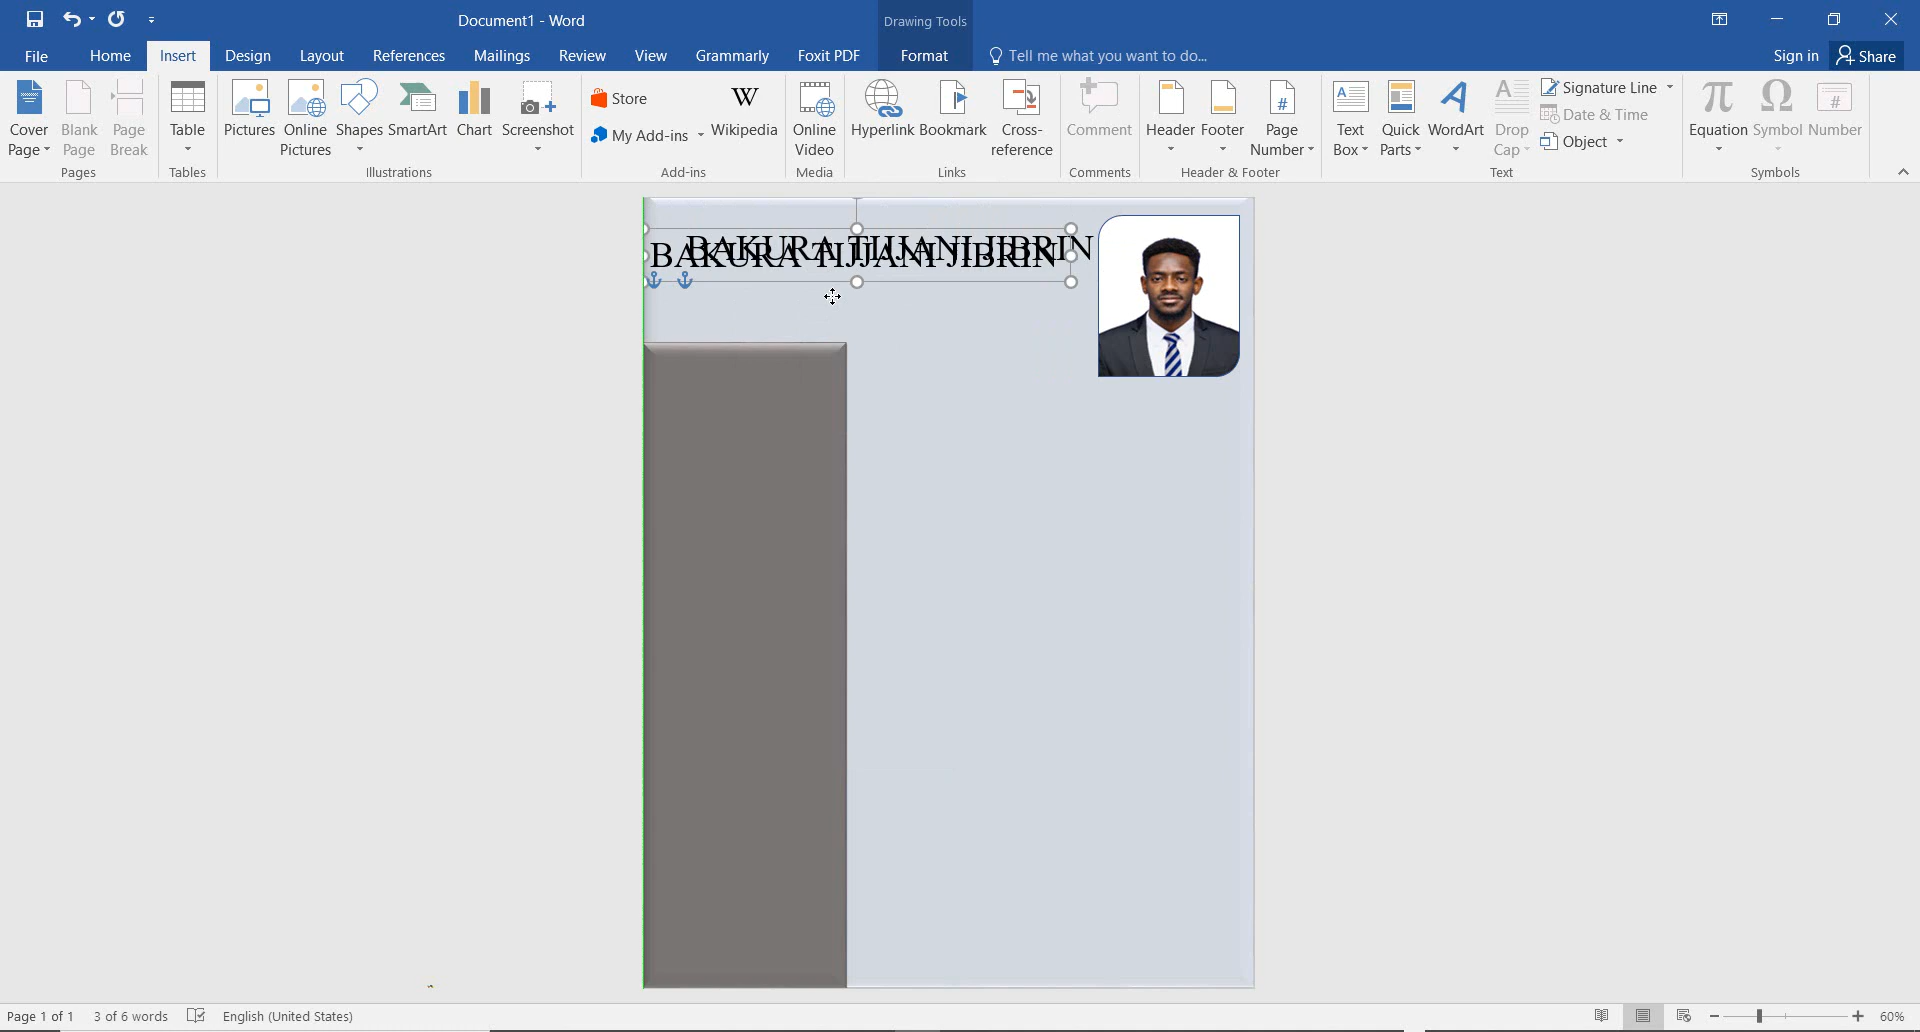 Document1 - Word
Drawing Tools
File Home Insert Design Layout References Mailings Review View Grammarly Foxit PDF Format Tell me what you want to do... Sign in Share
Cover Page
Blank Page
Page Break
Pages
Table
Tables
Pictures
Online Pictures
Shapes
SmartArt
Chart
Screenshot
Illustrations
Store
My Add-ins
W
Wikipedia
Add-ins
Online Video
Media
Hyperlink
Bookmark
Cross-reference
Links
Comment
Comments
Header
Footer
Page Number
Header & Footer
Text Box
Quick Parts
WordArt
Drop Cap
Signature Line
Date & Time
Object
Text
Equation
Symbol
Number
Symbols
BAKURA TIJJANI JIBRIN
BAKURA TIJJANI JIBRIN
Page 1 of 1 3 of 6 words English (United States) 60%